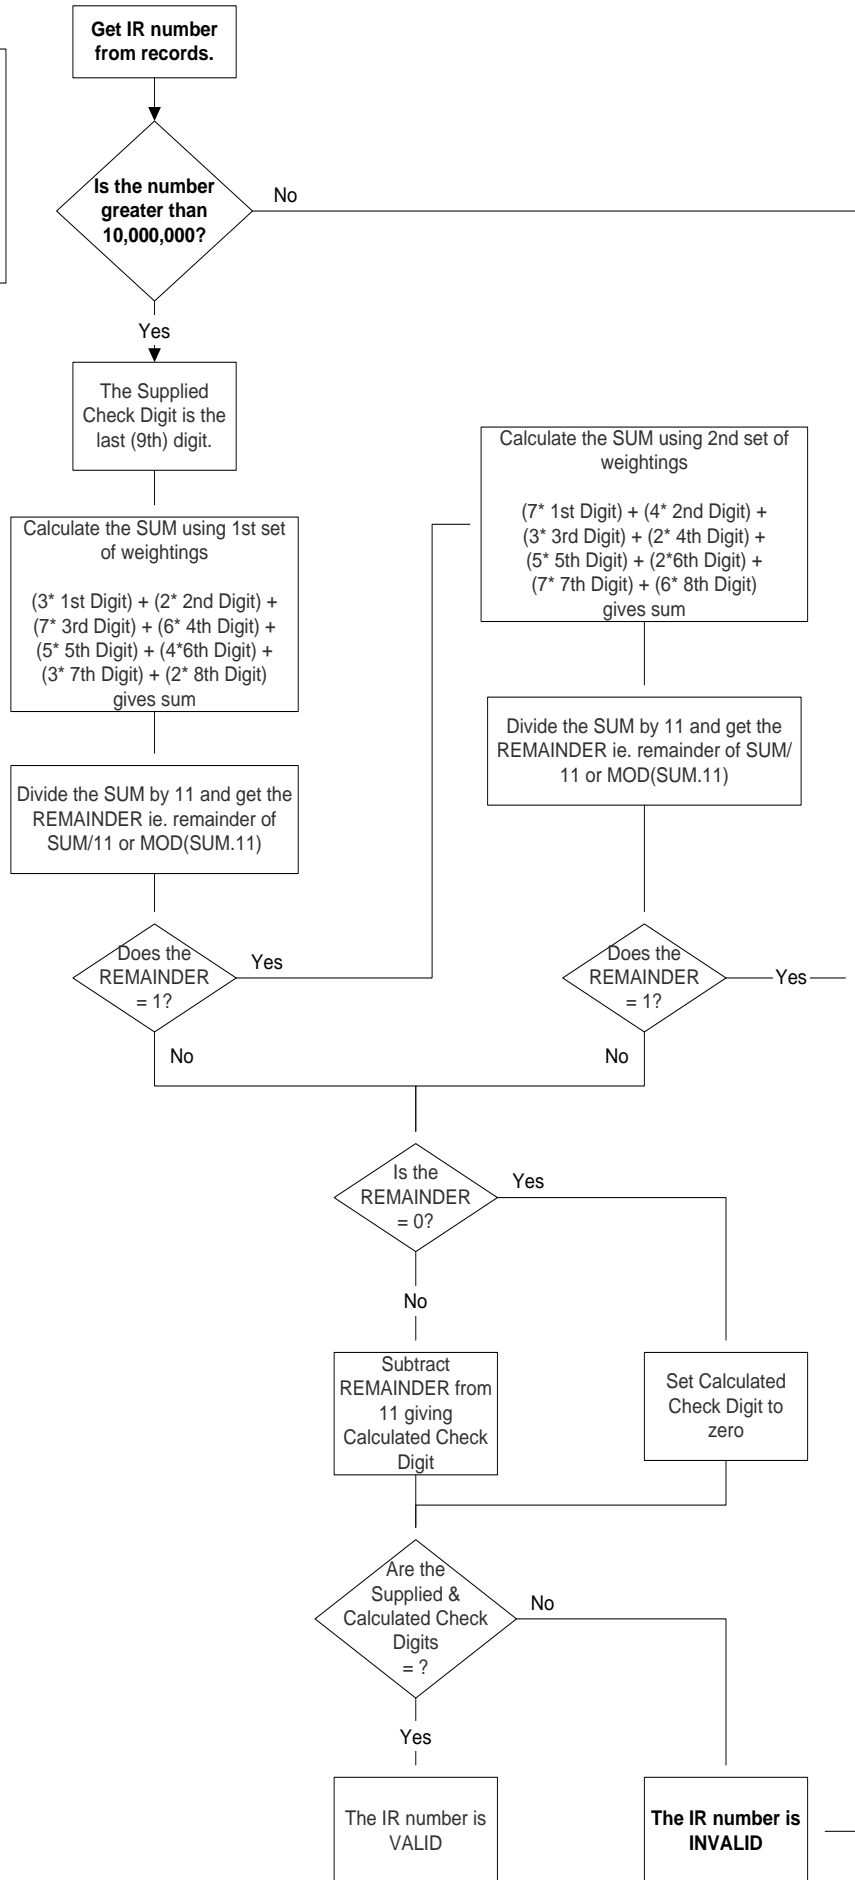 Get IR number
from records.
Is the number
greater than
10,000,000?
No
Yes
The Supplied
Check Digit is the
last (9th) digit.
Calculate the SUM using 1st set
of weightings
(3* 1st Digit) + (2* 2nd Digit) +
(7* 3rd Digit) + (6* 4th Digit) +
(5* 5th Digit) + (4*6th Digit) +
(3* 7th Digit) + (2* 8th Digit)
gives sum
Divide the SUM by 11 and get the
REMAINDER ie. remainder of
SUM/11 or MOD(SUM.11)
Does the
REMAINDER
= 1?
Yes
No
Calculate the SUM using 2nd set of
weightings
(7* 1st Digit) + (4* 2nd Digit) +
(3* 3rd Digit) + (2* 4th Digit) +
(5* 5th Digit) + (2*6th Digit) +
(7* 7th Digit) + (6* 8th Digit)
gives sum
Divide the SUM by 11 and get the
REMAINDER ie. remainder of SUM/
11 or MOD(SUM.11)
Does the
REMAINDER
= 1?
Yes
No
Is the
REMAINDER
= 0?
Yes
No
Subtract
REMAINDER from
11 giving
Calculated Check
Digit
Set Calculated
Check Digit to
zero
Are the
Supplied &
Calculated Check
Digits
= ?
No
Yes
The IR number is
VALID
The IR number is
INVALID